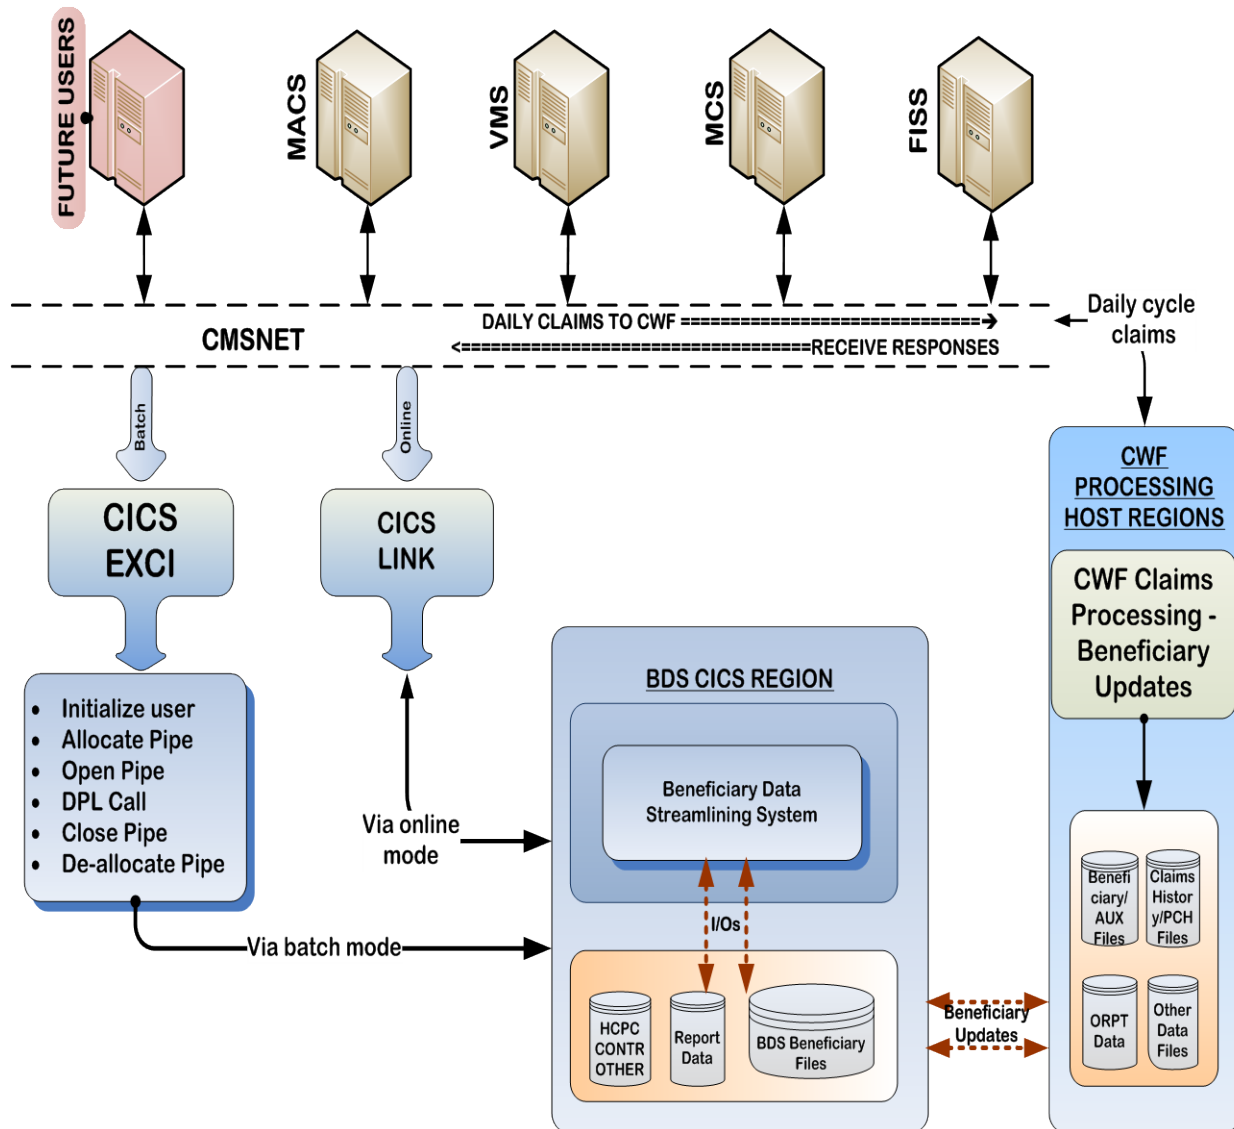 FUTURE USERS
MACS
VMS
MCS
FISS
DAILY CLAIMS TO CWF ==============================➔
CMSNET
<===================================RECEIVE RESPONSES
Daily cycle
claims
Batch
Online
CICS
EXCI
CICS
LINK
CWF
PROCESSING
HOST REGIONS
CWF Claims
Processing -
Beneficiary
Updates
• Initialize user
• Allocate Pipe
• Open Pipe
• DPL Call
• Close Pipe
• De-allocate Pipe
BDS CICS REGION
Beneficiary Data
Streamlining System
Via online
mode
Via batch mode
I/Os
HCPC
CONTR
OTHER
Report
Data
BDS Beneficiary
Files
Beneficiary
Updates
Benefi
ciary/
AUX
Files
Claims
Histor
y/PCH
Files
ORPT
Data
Other
Data
Files